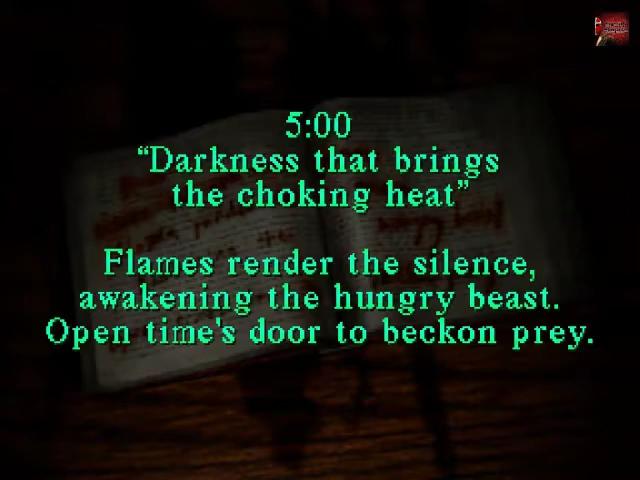 5:00
“Darkness that brings
the choking heat”
Flames render the silence,
awakening the hungry beast.
Open time's door to beckon prey.